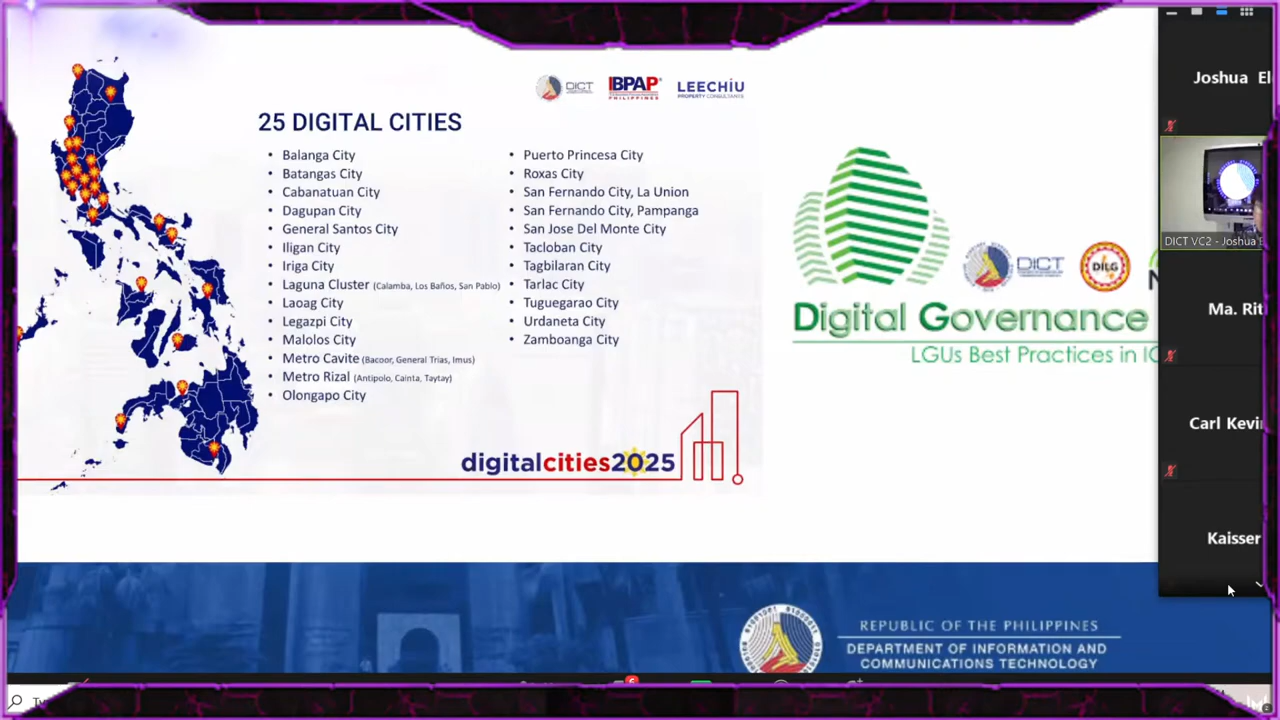 DICT
IBPAP
PHILIPPINES
LEECHIU
PROPERTY CONSULTANTS
25 DIGITAL CITIES
• Balanga City
• Batangas City
• Cabanatuan City
• Dagupan City
• General Santos City
• Iligan City
• Iriga City
• Laguna Cluster (Calamba, Los Baños, San Pablo)
• Laoag City
• Legazpi City
• Malolos City
• Metro Cavite (Bacoor, General Trias, Imus)
• Metro Rizal (Antipolo, Cainta, Taytay)
• Olongapo City
• Puerto Princesa City
• Roxas City
• San Fernando City, La Union
• San Fernando City, Pampanga
• San Jose Del Monte City
• Tacloban City
• Tagbilaran City
• Tarlac City
• Tuguegarao City
• Urdaneta City
• Zamboanga City
digitalcities2025
DICT
DILG
Digital Governance
LGUs Best Practices in IC
REPUBLIC OF THE PHILIPPINES
DEPARTMENT OF INFORMATION AND
COMMUNICATIONS TECHNOLOGY
Joshua El
DICT VC2 - Joshua E
Ma. Rit
Carl Kevi
Kaisser